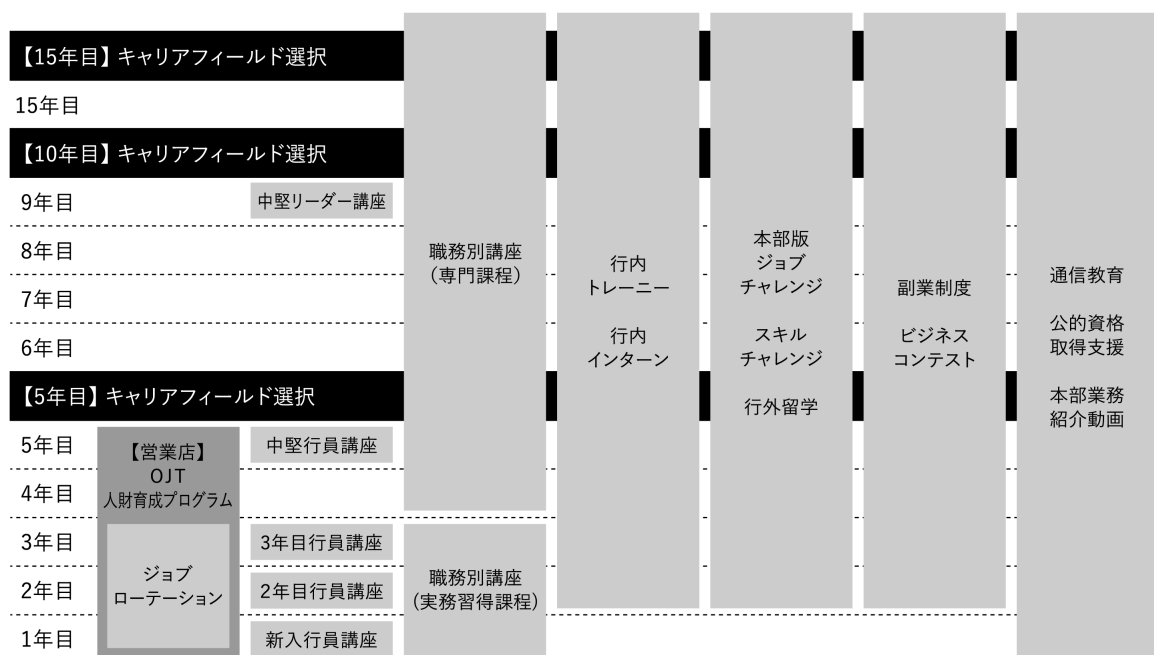 【15年目】キャリアフィールド選択
15年目
【10年目】キャリアフィールド選択
9年目
中堅リーダー講座
8年目
7年目
6年目
【5年目】キャリアフィールド選択
5年目
中堅行員講座
4年目
3年目
3年目行員講座
2年目
2年目行員講座
1年目
新入行員講座
【営業店】
OJT
人財育成プログラム
ジョブ
ローテーション
職務別講座
（専門課程）
職務別講座
（実務習得課程）
行内
トレーニー
行内
インターン
本部版
ジョブ
チャレンジ
スキル
チャレンジ
行外留学
副業制度
ビジネス
コンテスト
通信教育
公的資格
取得支援
本部業務
紹介動画